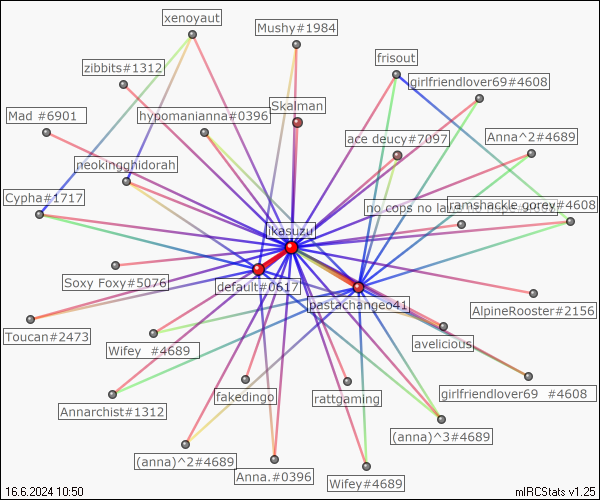 xenoyaut
Mushy#1984
frisout
zibbits#1312
girlfriendlover69#4608
Skalman
Mad #6901
hypomanianna#0396
ace deucy#7097
Anna^2#4689
neokingghidorah
Cypha#1717
no cops no la
ramshackle gorey#4608
ikasuzu
Soxy Foxy#5076
default#0617
pastachangeo41
AlpineRooster#2156
Toucan#2473
Wifey #4689
avelicious
Annarchist#1312
fakedingo
rattgaming
girlfriendlover69 #4608
(anna)^2#4689
(anna)^3#4689
Anna.#0396
Wifey#4689
16.6.2024 10:50
mIRCStats v1.25